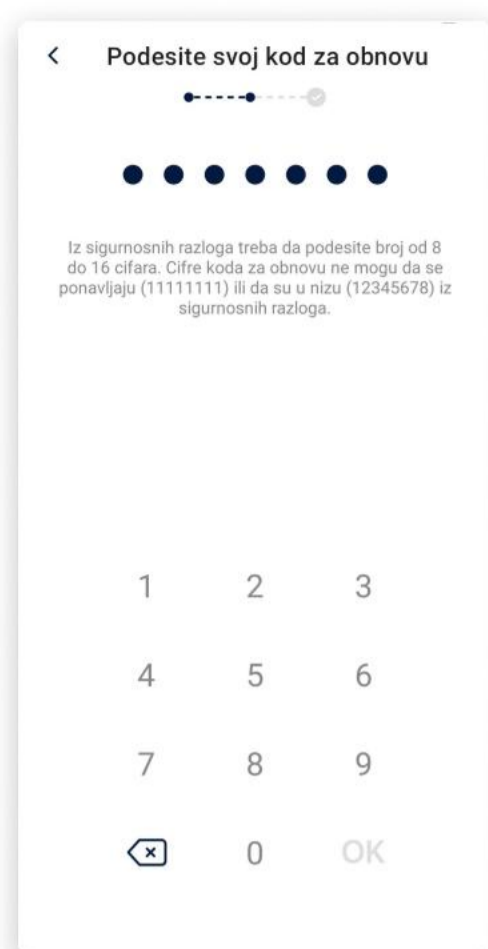 Podesite svoj kod za obnovu
Iz sigurnosnih razloga treba da podesite broj od 8
do 16 cifara. Cifre koda za obnovu ne mogu da se
ponavljaju (11111111) ili da su u nizu (12345678) iz
sigurnosnih razloga.
1 2 3
4 5 6
7 8 9
0 OK